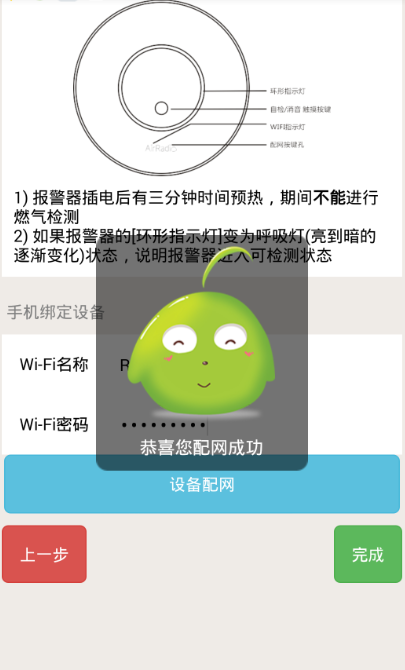 环形指示灯
自检/消音 触摸按键
WIFI指示灯
配网按键孔
1) 报警器插电后有三分钟时间预热，期间不能进行
燃气检测
2) 如果报警器的[环形指示灯]变为呼吸灯(亮到暗的
逐渐变化)状态，说明报警器进入可检测状态
手机绑定设备
Wi-Fi名称
Wi-Fi密码 •••••••••
恭喜您配网成功
设备配网
上一步
完成